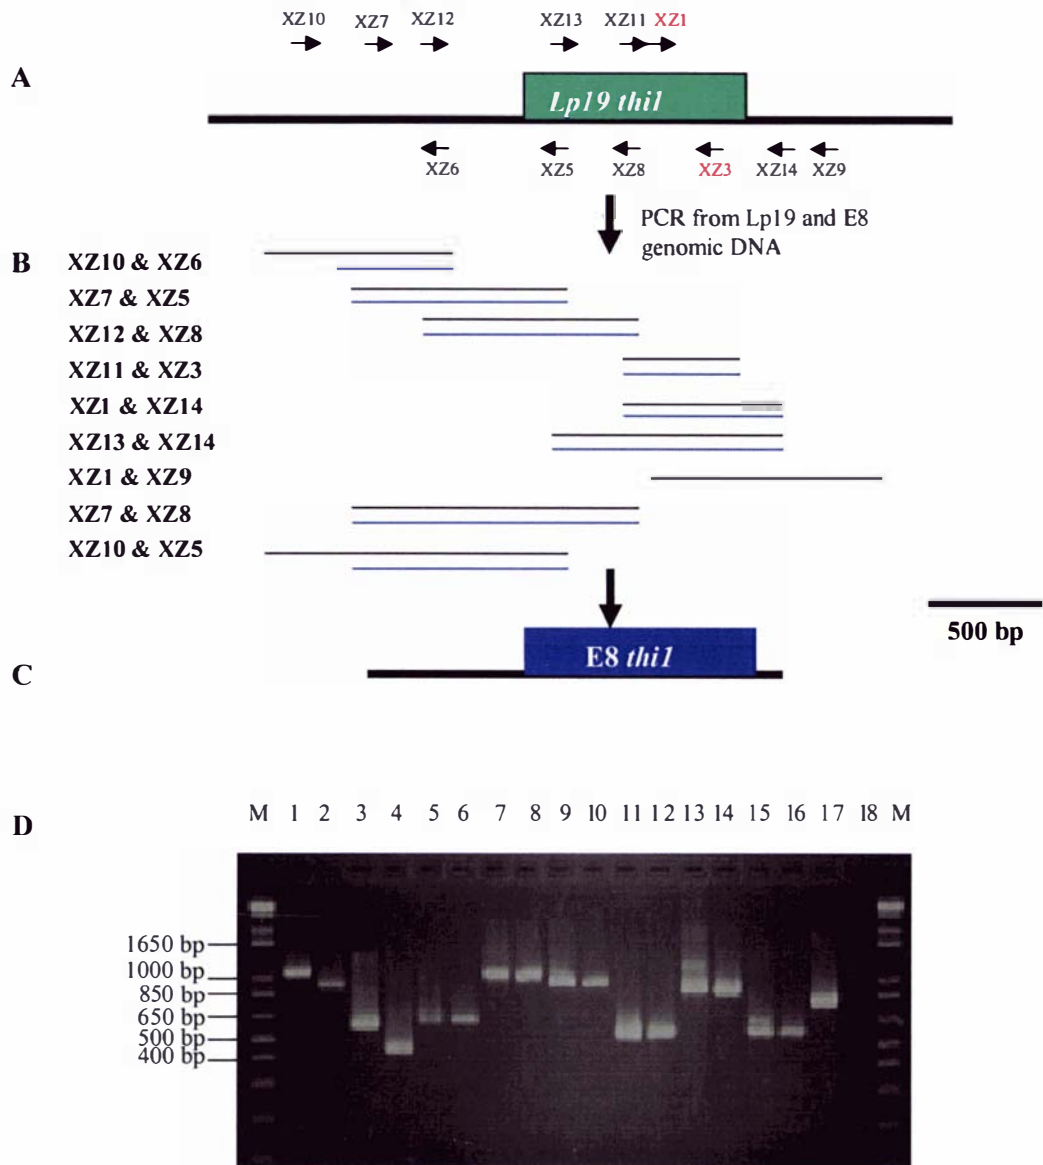 XZ10 XZ7 XZ12 XZ13 XZ11 XZ1
A
Lp19 thi1
XZ6 XZ5 XZ8 XZ3 XZ14 XZ9
PCR from Lp19 and E8
genomic DNA
B
XZ10 & XZ6
XZ7 & XZ5
XZ12 & XZ8
XZ11 & XZ3
XZ1 & XZ14
XZ13 & XZ14
XZ1 & XZ9
XZ7 & XZ8
XZ10 & XZ5
500 bp
E8 thi1
C
D
M 1 2 3 4 5 6 7 8 9 10 11 12 13 14 15 16 17 18 M
1650 bp
1000 bp
850 bp
650 bp
500 bp
400 bp